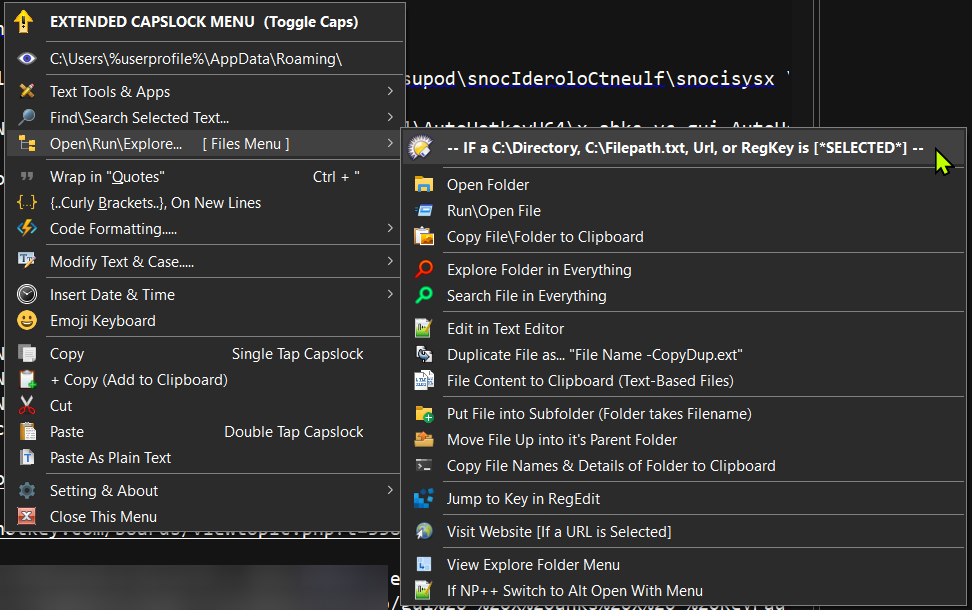 EXTENDED CAPSLOCK MENU (Toggle Caps)
C:\Users\%userprofile%\AppData\Roaming\
supod\snocIderoloCtneulf\snocisysx
Text Tools & Apps
Find\Search Selected Text...
Open\Run\Explore... [ Files Menu ]
Wrap in "Quotes" Ctrl + "
{..Curly Brackets..}, On New Lines
Code Formatting.....
Modify Text & Case.....
Insert Date & Time
Emoji Keyboard
Copy Single Tap Capslock
+ Copy (Add to Clipboard)
Cut
Paste Double Tap Capslock
Paste As Plain Text
Setting & About
Close This Menu
-- IF a C:\Directory, C:\Filepath.txt, Url, or RegKey is [*SELECTED*] --
Open Folder
Run\Open File
Copy File\Folder to Clipboard
Explore Folder in Everything
Search File in Everything
Edit in Text Editor
Duplicate File as... "File Name -CopyDup.ext"
File Content to Clipboard (Text-Based Files)
Put File into Subfolder (Folder takes Filename)
Move File Up into it's Parent Folder
Copy File Names & Details of Folder to Clipboard
Jump to Key in RegEdit
Visit Website [If a URL is Selected]
View Explore Folder Menu
If NP++ Switch to Alt Open With Menu